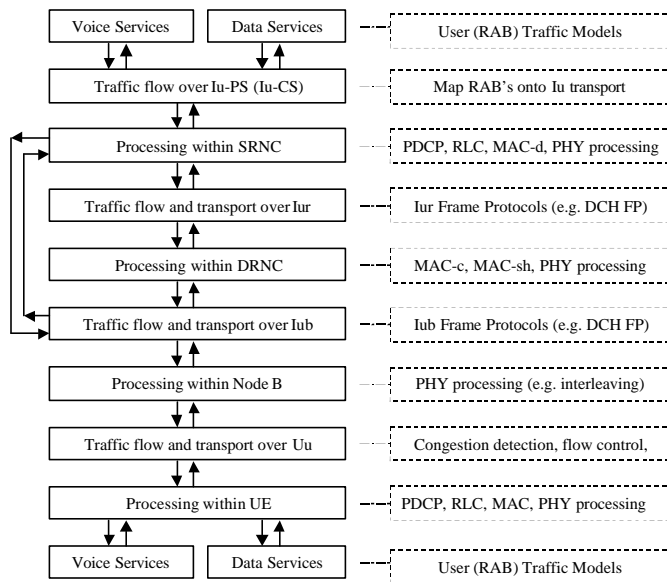 Voice Services
Data Services
User (RAB) Traffic Models
Traffic flow over Iu-PS (Iu-CS)
Map RAB's onto Iu transport
Processing within SRNC
PDCP, RLC, MAC-d, PHY processing
Traffic flow and transport over Iur
Iur Frame Protocols (e.g. DCH FP)
Processing within DRNC
MAC-c, MAC-sh, PHY processing
Traffic flow and transport over Iub
Iub Frame Protocols (e.g. DCH FP)
Processing within Node B
PHY processing (e.g. interleaving)
Traffic flow and transport over Uu
Congestion detection, flow control,
Processing within UE
PDCP, RLC, MAC, PHY processing
Voice Services
Data Services
User (RAB) Traffic Models